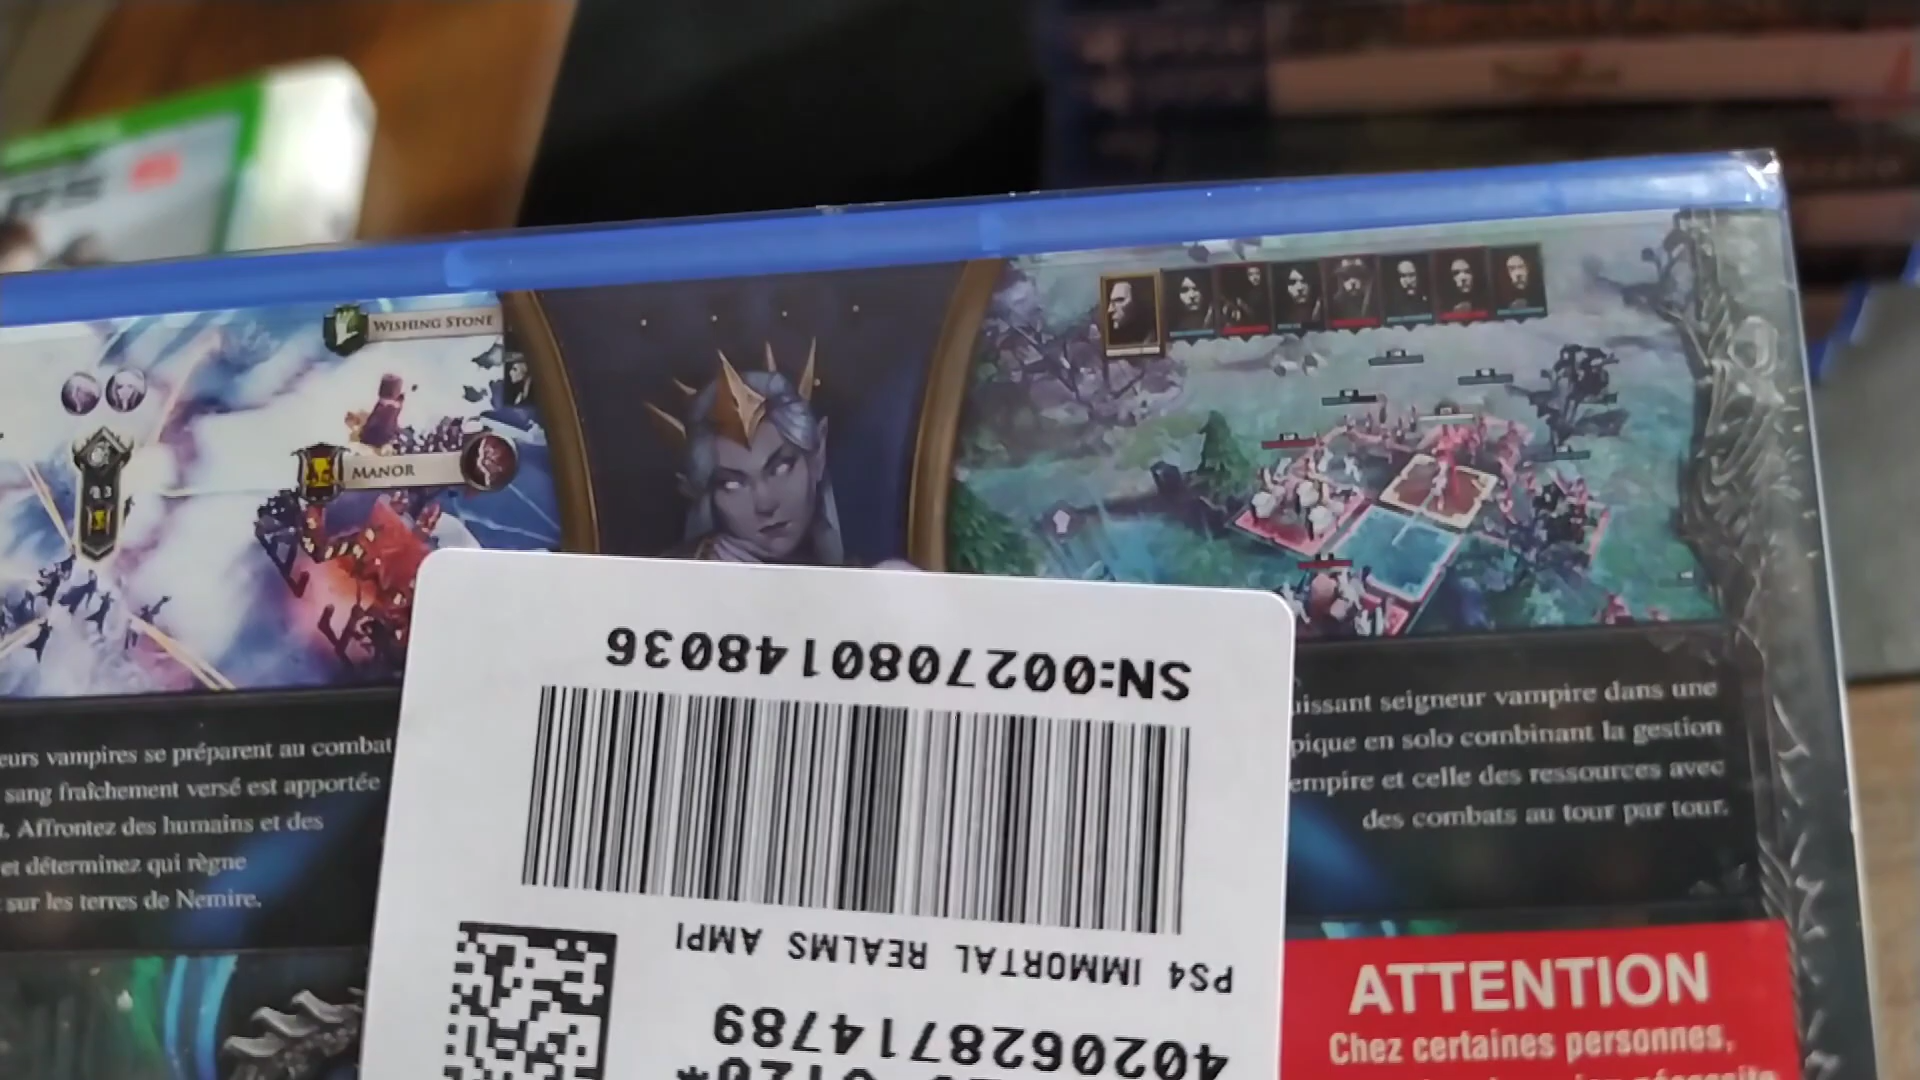 WISHING STONE
MANOR
SN:0027080148036
PS4 IMMORTAL REALMS AMPI
4020628714789
eurs vampires se préparent au combat
sang fraîchement versé est apportée
Affrontez des humains et des
et déterminez qui règne
sur les terres de Nemire.
issant seigneur vampire dans une
pique en solo combinant la gestion
empire et celle des ressources avec
des combats au tour par tour.
ATTENTION
Chez certaines personnes,